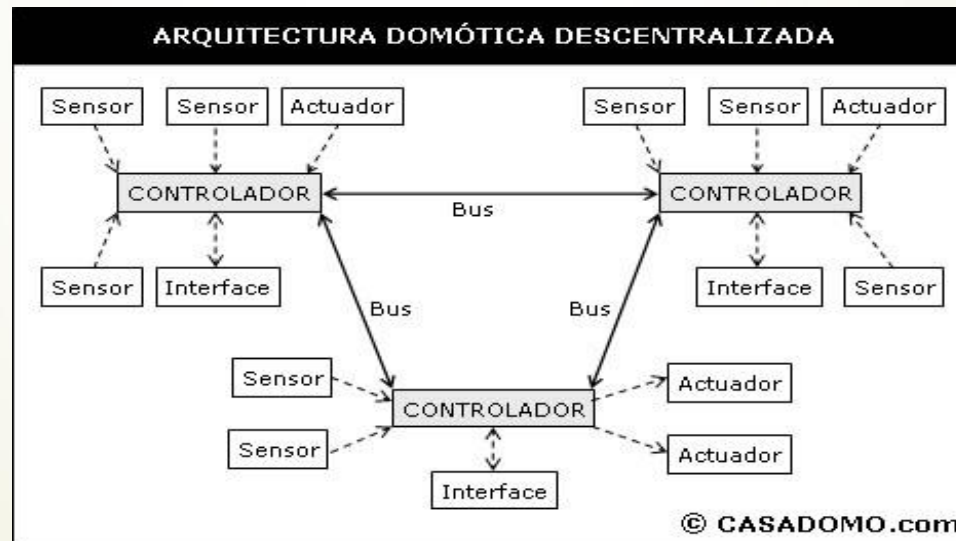 ARQUITECTURA DOMÓTICA DESCENTRALIZADA
Sensor Sensor Actuador Sensor Sensor Actuador
CONTROLADOR CONTROLADOR
Bus
Sensor Interface Interface Sensor
Bus Bus
Sensor Actuador
CONTROLADOR
Sensor Actuador
Interface
© CASADOMO.com